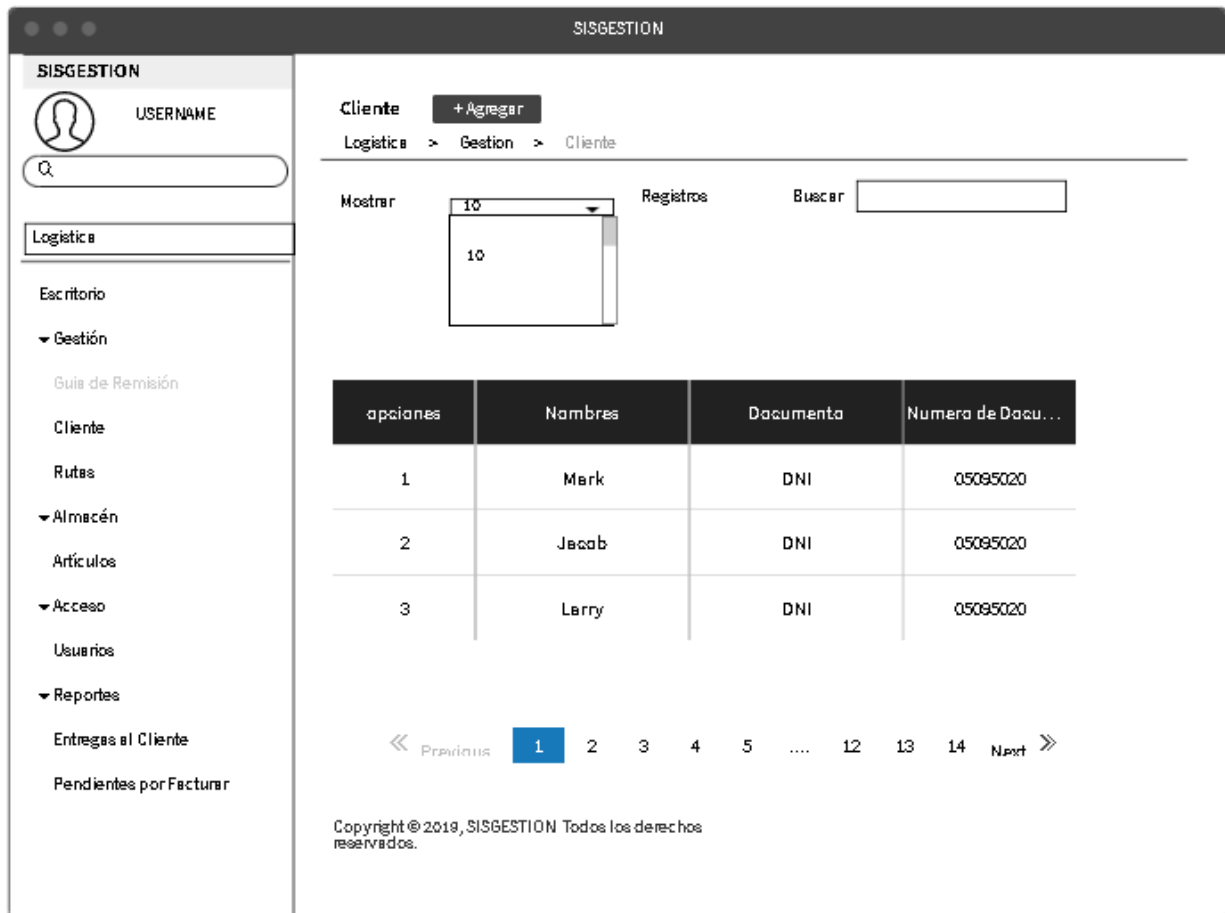 SISGESTION
SISGESTION
USERNAME
Logistica
Escritorio
Gestión
Guia de Remisión
Cliente
Rutas
Almacén
Artículos
Acceso
Usuarios
Reportes
Entregas al Cliente
Pendientes por Facturar
Cliente + Agregar
Logistica > Gestion > Cliente
Mostrar 10 Registros Buscar
10
opciones Nombres Documento Numero de Docu...
1 Mark DNI 05095020
2 Jacob DNI 05095020
3 Larry DNI 05095020
« Previous 1 2 3 4 5 .... 12 13 14 Next »
Copyright © 2019, SISGESTION Todos los derechos
reservados.